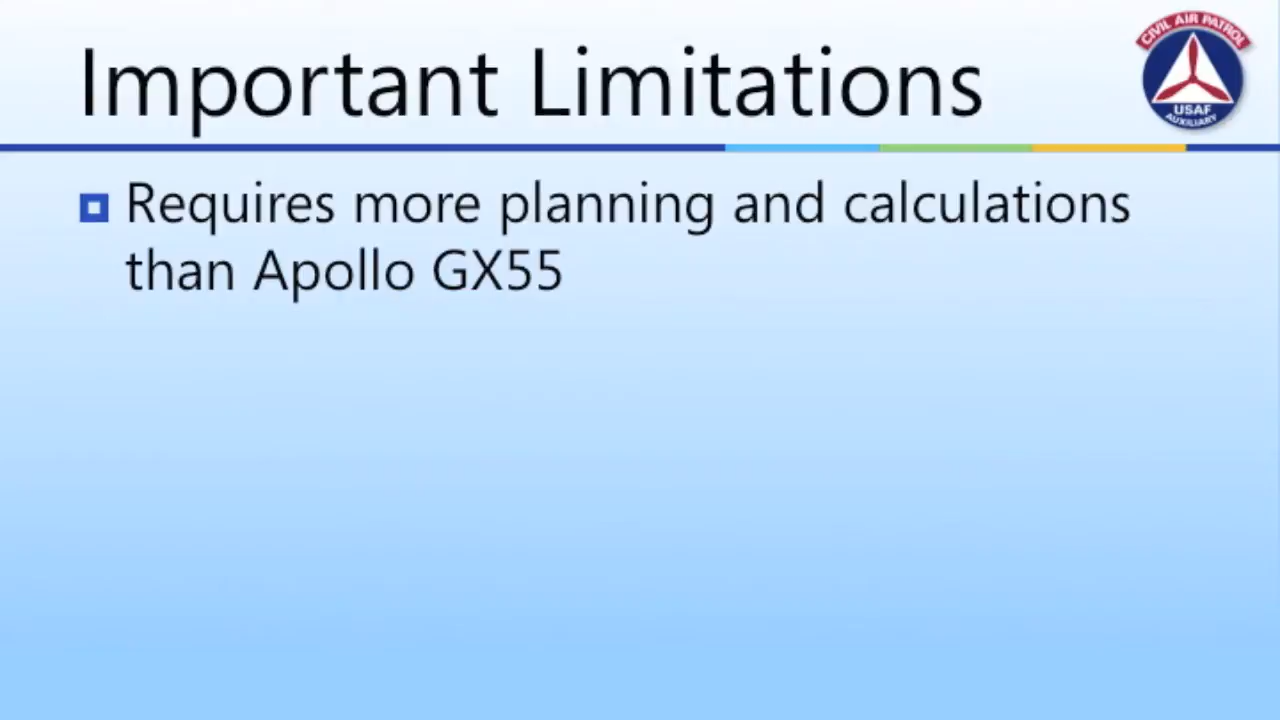 Important Limitations
CIVIL AIR PATROL
USAF
AUXILIARY
Requires more planning and calculations
than Apollo GX55